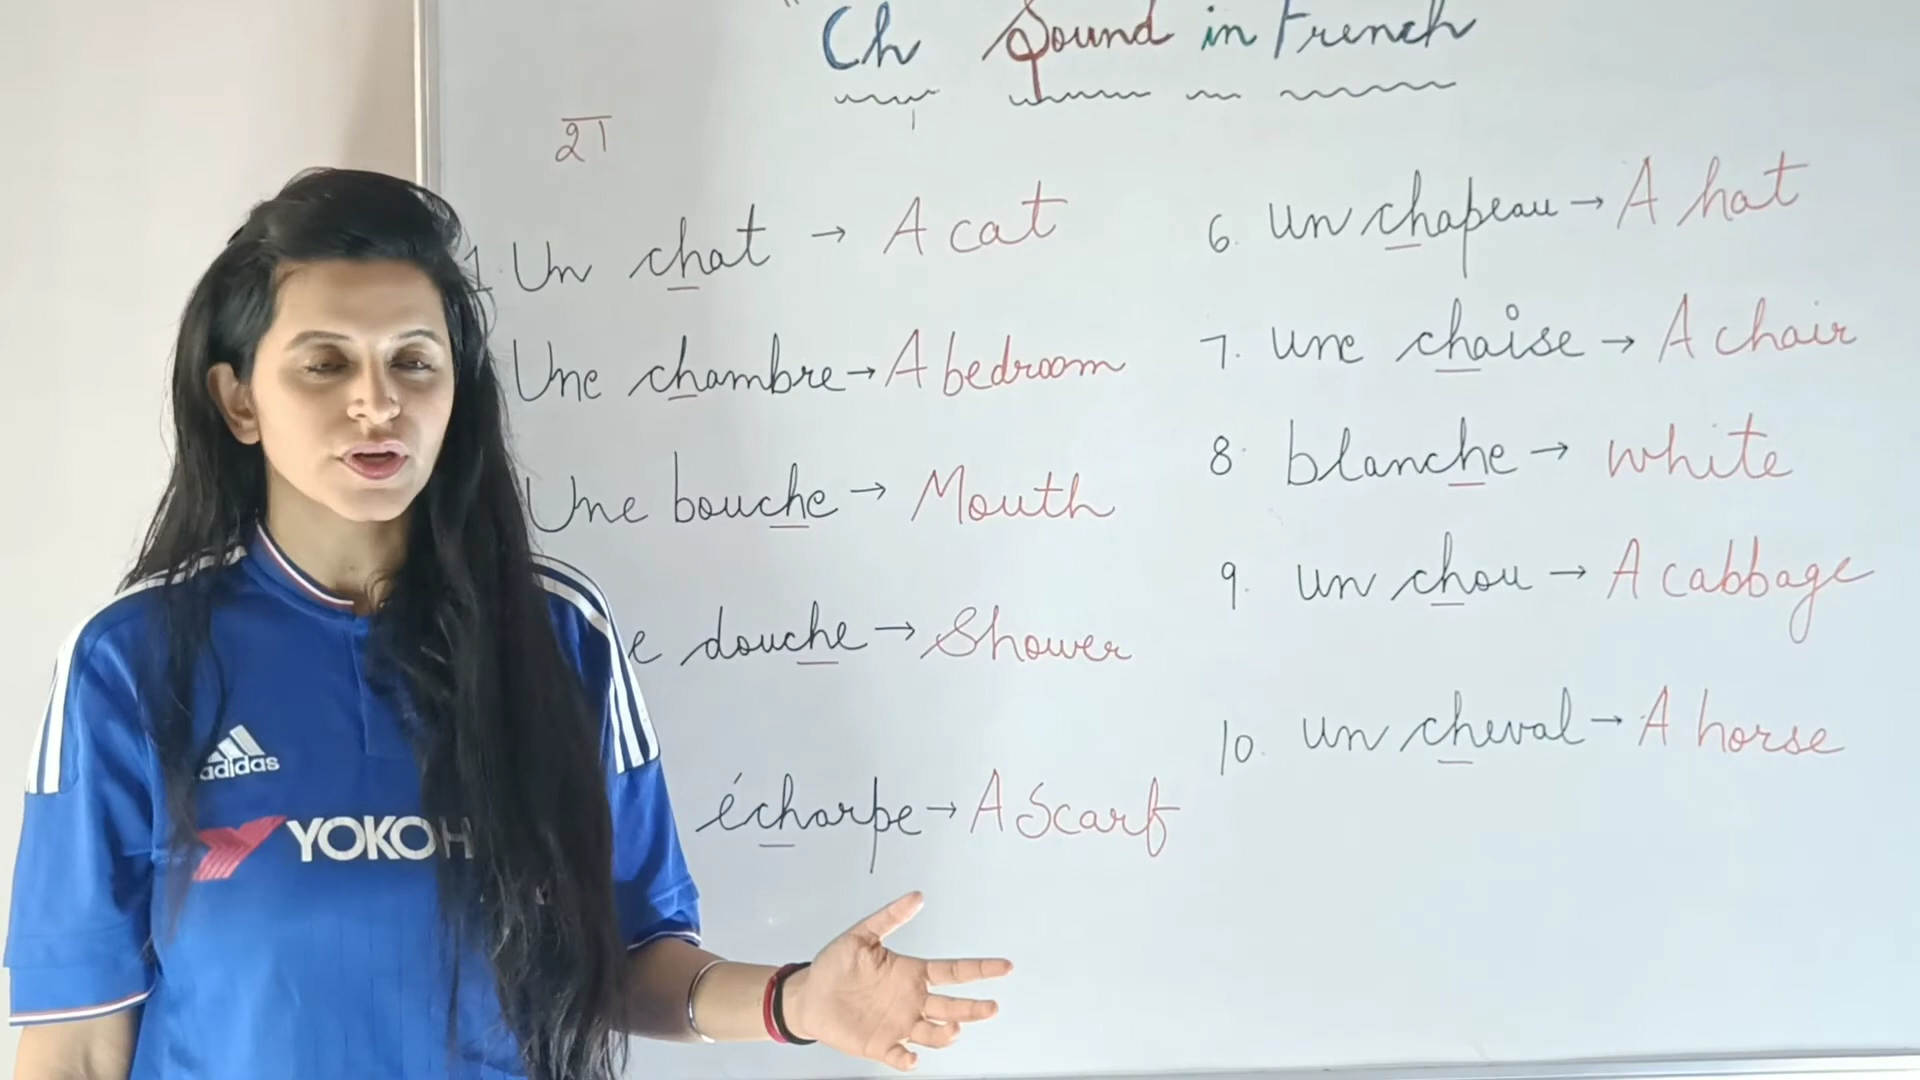 Ch Sound in French
श
1. Un chat → A cat
Une chambre → A bedroom
Une bouche → Mouth
e douche → Shower
écharpe → A Scarf
6. un chapeau → A hat
7. une chaise → A chair
8. blanche → white
9. un chou → A cabbage
10. un cheval → A horse
adidas
YOKOH